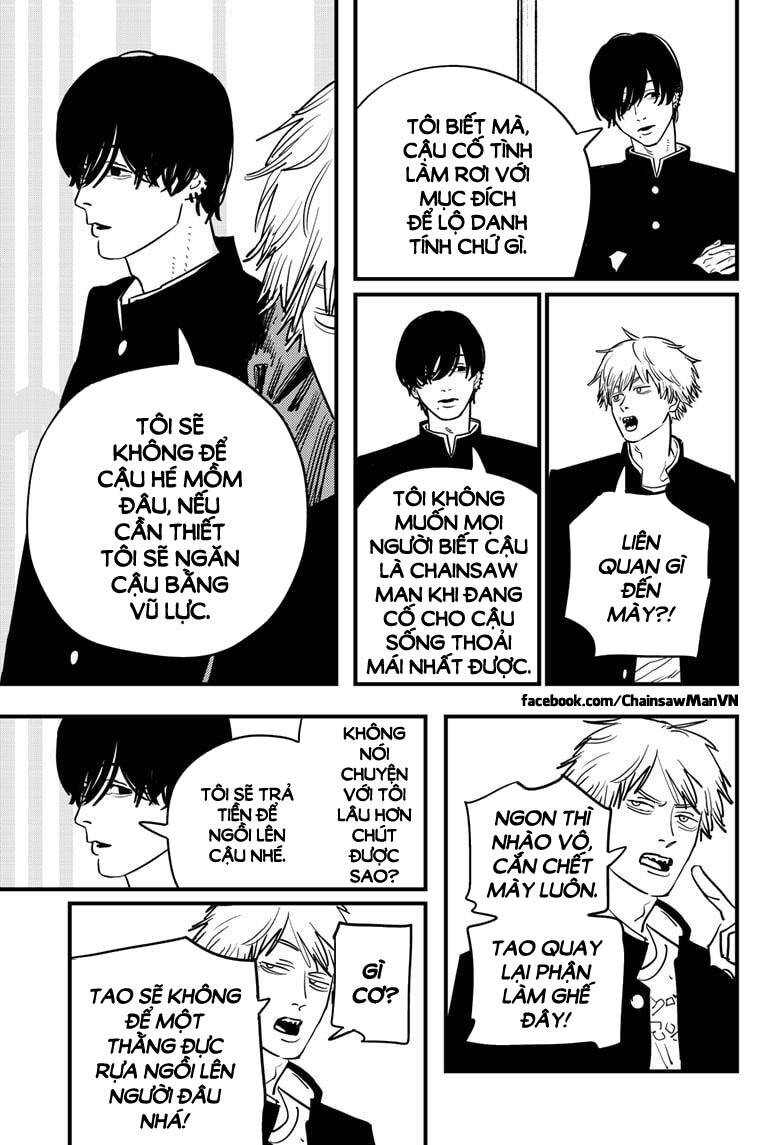 TÔI BIẾT MÀ,
CẬU CỐ TÌNH
LÀM RƠI VỚI
MỤC ĐÍCH
ĐỂ LỘ DANH
TÍNH CHỨ GÌ.
LIÊN
QUAN GÌ
ĐẾN
MÀY?!
TÔI KHÔNG
MUỐN MỌI
NGƯỜI BIẾT CẬU
LÀ CHAINSAW
MAN KHI ĐANG
CỐ CHO CẬU
SỐNG THOẢI
MÁI NHẤT ĐƯỢC.
TÔI SẼ
KHÔNG ĐỂ
CẬU HÉ MỒM
ĐÂU, NẾU
CẦN THIẾT
TÔI SẼ NGĂN
CẬU BẰNG
VŨ LỰC.
facebook.com/ChainsawManVN
NGON THÌ
NHÀO VÔ,
CẮN CHẾT
MÀY LUÔN.
TAO QUAY
LẠI PHẬN
LÀM GHẾ
ĐÂY!
KHÔNG
NÓI
CHUYỆN
VỚI TÔI
LÂU HƠN
CHÚT
ĐƯỢC
SAO?
TÔI SẼ TRẢ
TIỀN ĐỂ
NGỒI LÊN
CẬU NHÉ.
GÌ
CƠ?
TAO SẼ KHÔNG
ĐỂ MỘT
THẰNG ĐỰC
RỰA NGỒI LÊN
NGƯỜI ĐÂU
NHÁ!